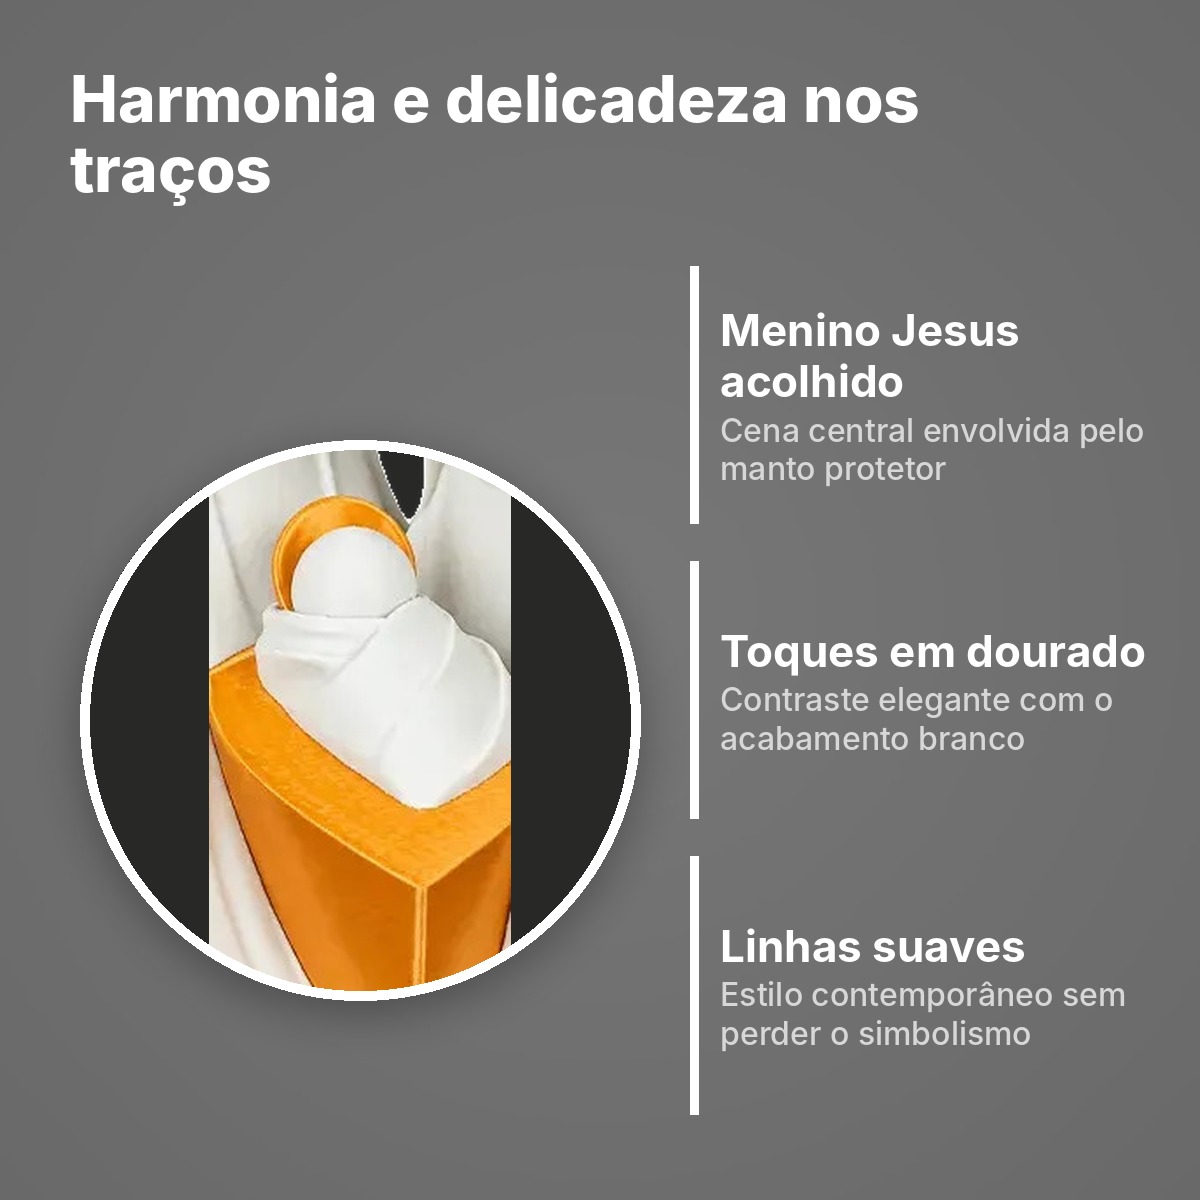 Harmonia e delicadeza nos
traços
Menino Jesus
acolhido
Cena central envolvida pelo
manto protetor
Toques em dourado
Contraste elegante com o
acabamento branco
Linhas suaves
Estilo contemporâneo sem
perder o simbolismo